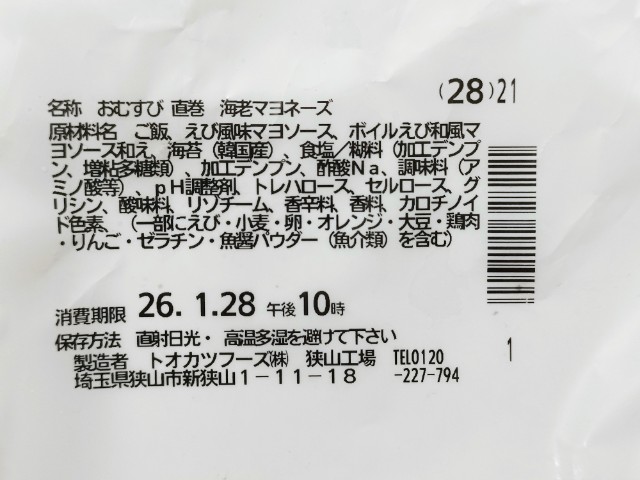 (28)21
名称 おむすび 直巻 海老マヨネーズ
原材料名 ご飯、えび風味マヨソース、ボイルえび和風マ
ヨソース和え、海苔(韓国産)、食塩/糊料(加工デンプ
ン、増粘多糖類)、加工デンプン、酢酸Na、調味料(ア
ミノ酸等)、pH調整剤、トレハロース、セルロース、グ
リシン、酸味料、リゾチーム、香辛料、香料、カロチノイ
ド色素、(一部にえび・小麦・卵・オレンジ・大豆・鶏肉
・りんご・ゼラチン・魚醤パウダー(魚介類)を含む)
消費期限 26. 1.28 午後10時
保存方法 直射日光・高温多湿を避けて下さい
製造者 トオカツフーズ㈱ 狭山工場 TEL0120
埼玉県狭山市新狭山1-11-18 -227-794
1